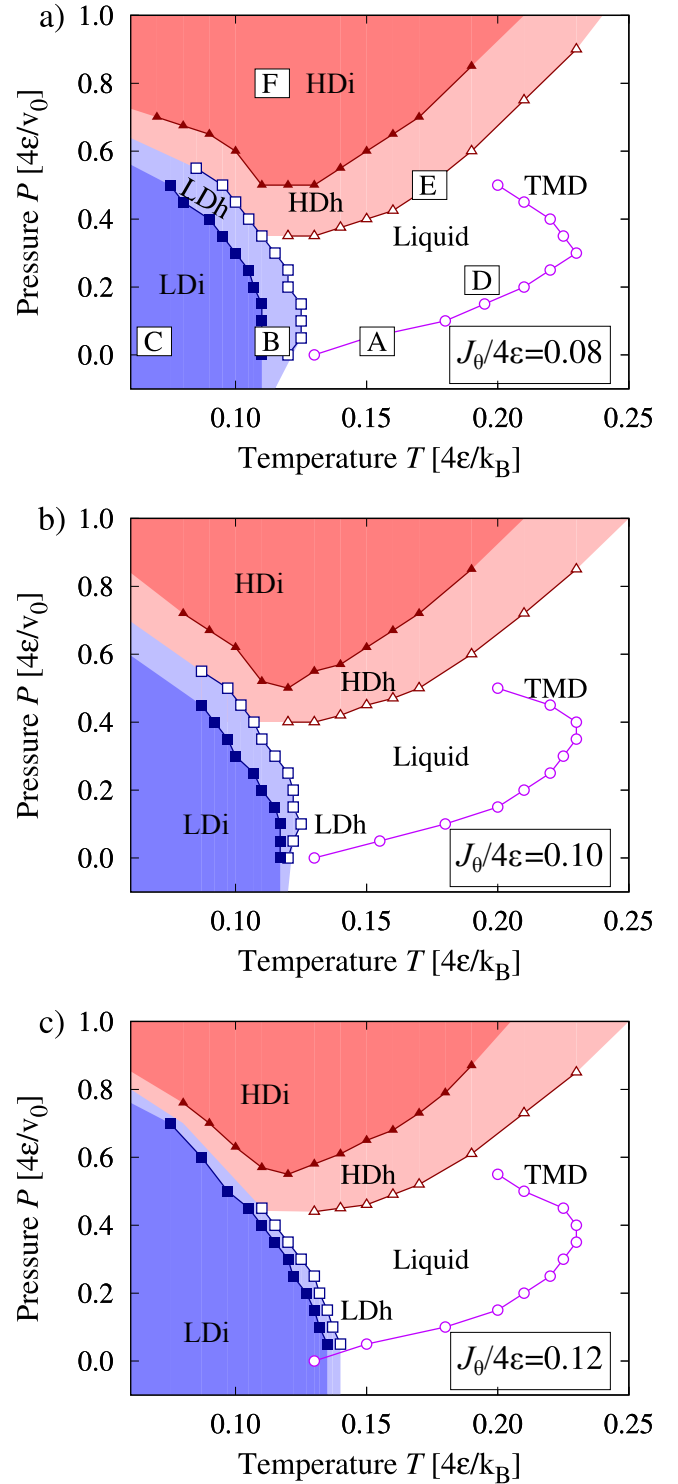 a)
1.0
F
HDi
0.8
0.6
LDh
HDh
E
TMD
0.4
Liquid
LDi
D
0.2
C
B
A
0.0
Jθ/4ε=0.08
Pressure P [4ε/v0]
0.10 0.15 0.20 0.25
Temperature T [4ε/kB]
b)
1.0
HDi
0.8
0.6
HDh
TMD
0.4
Liquid
0.2
LDi
LDh
0.0
Jθ/4ε=0.10
Pressure P [4ε/v0]
0.10 0.15 0.20 0.25
Temperature T [4ε/kB]
c)
1.0
HDi
0.8
0.6
HDh
TMD
0.4
Liquid
0.2
LDh
LDi
0.0
Jθ/4ε=0.12
Pressure P [4ε/v0]
0.10 0.15 0.20 0.25
Temperature T [4ε/kB]